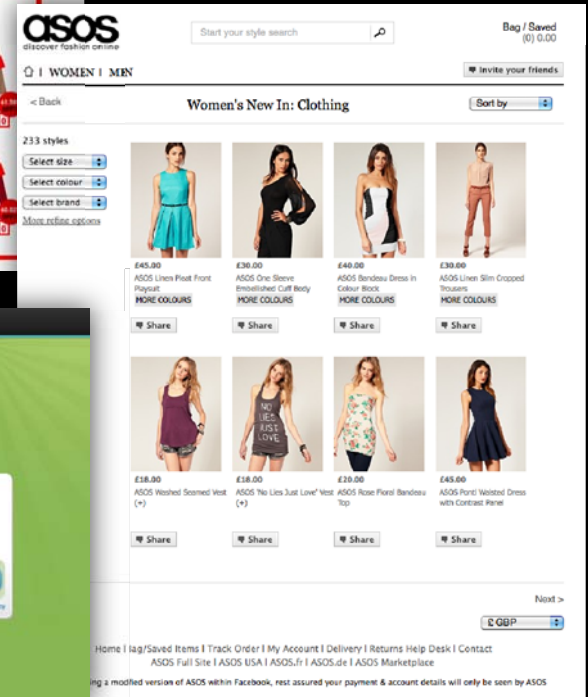 asos
discover fashion online
Start your style search
Bag / Saved
(0) 0.00
WOMEN | MEN
Invite your friends
< Back
Women's New In: Clothing
Sort by
233 styles
Select size
Select colour
Select brand
More refine options
£45.00
ASOS Linen Pleat Front
Playsuit
MORE COLOURS
Share
£30.00
ASOS One Sleeve
Embellished Cuff Body
MORE COLOURS
Share
£40.00
ASOS Bandeau Dress in
Colour Block
MORE COLOURS
Share
£30.00
ASOS Linen Slim Cropped
Trousers
MORE COLOURS
Share
NO
LIES
JUST
LOVE
£18.00
ASOS Washed Seamed Vest
(+)
Share
£18.00
ASOS 'No Lies Just Love' Vest
(+)
Share
£20.00
ASOS Rose Floral Bandeau
Top
Share
£45.00
ASOS Ponti Waisted Dress
with Contrast Panel
Share
Next >
£ GBP
Home | Bag/Saved Items | Track Order | My Account | Delivery | Returns Help Desk | Contact
ASOS Full Site | ASOS USA | ASOS.fr | ASOS.de | ASOS Marketplace
ing a modified version of ASOS within Facebook, rest assured your payment & account details will only be seen by ASOS